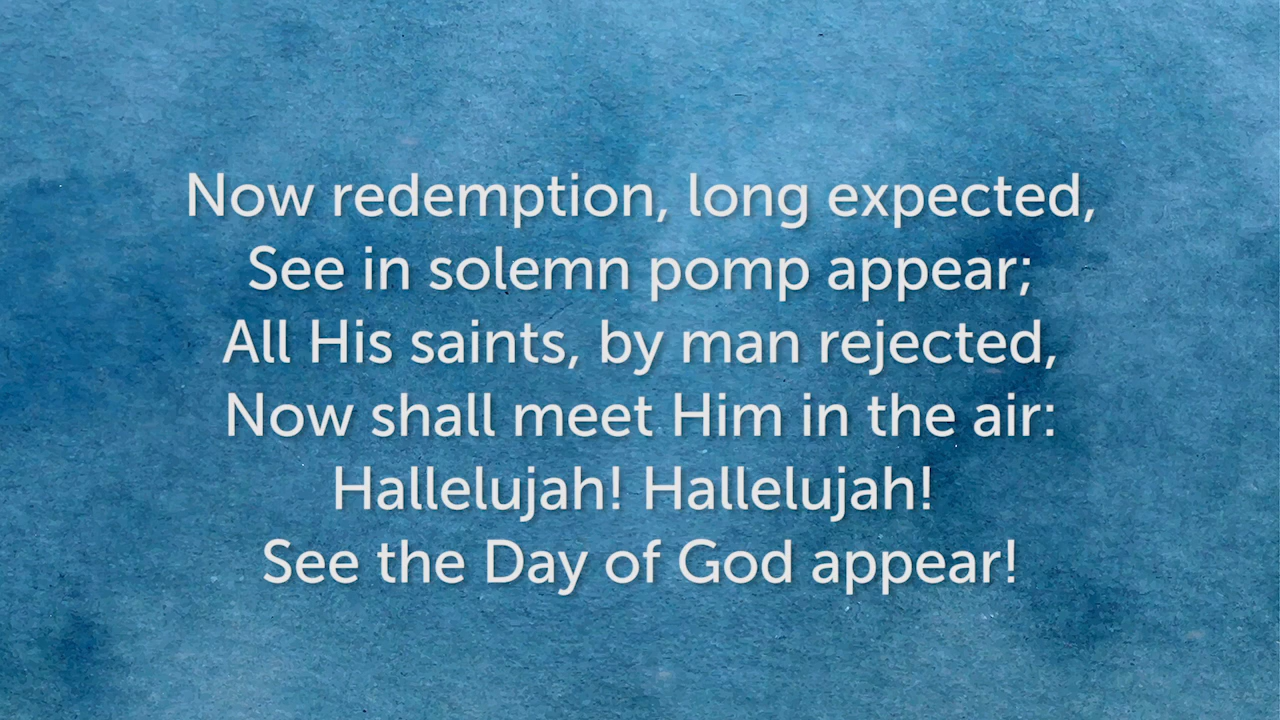 Now redemption, long expected,
See in solemn pomp appear;
All His saints, by man rejected,
Now shall meet Him in the air:
Hallelujah! Hallelujah!
See the Day of God appear!